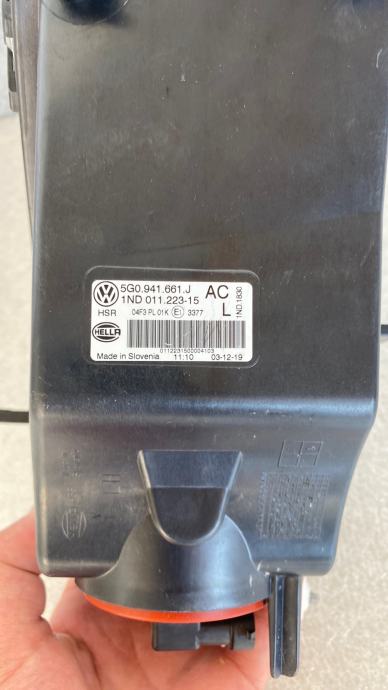 5G0.941.661.J AC
1ND 011.223-15 L
HSR 04F3 PL 01K E1 3377
1ND.1830
HELLA
0112231500004103
Made in Slovenia 11:10 03-12-19